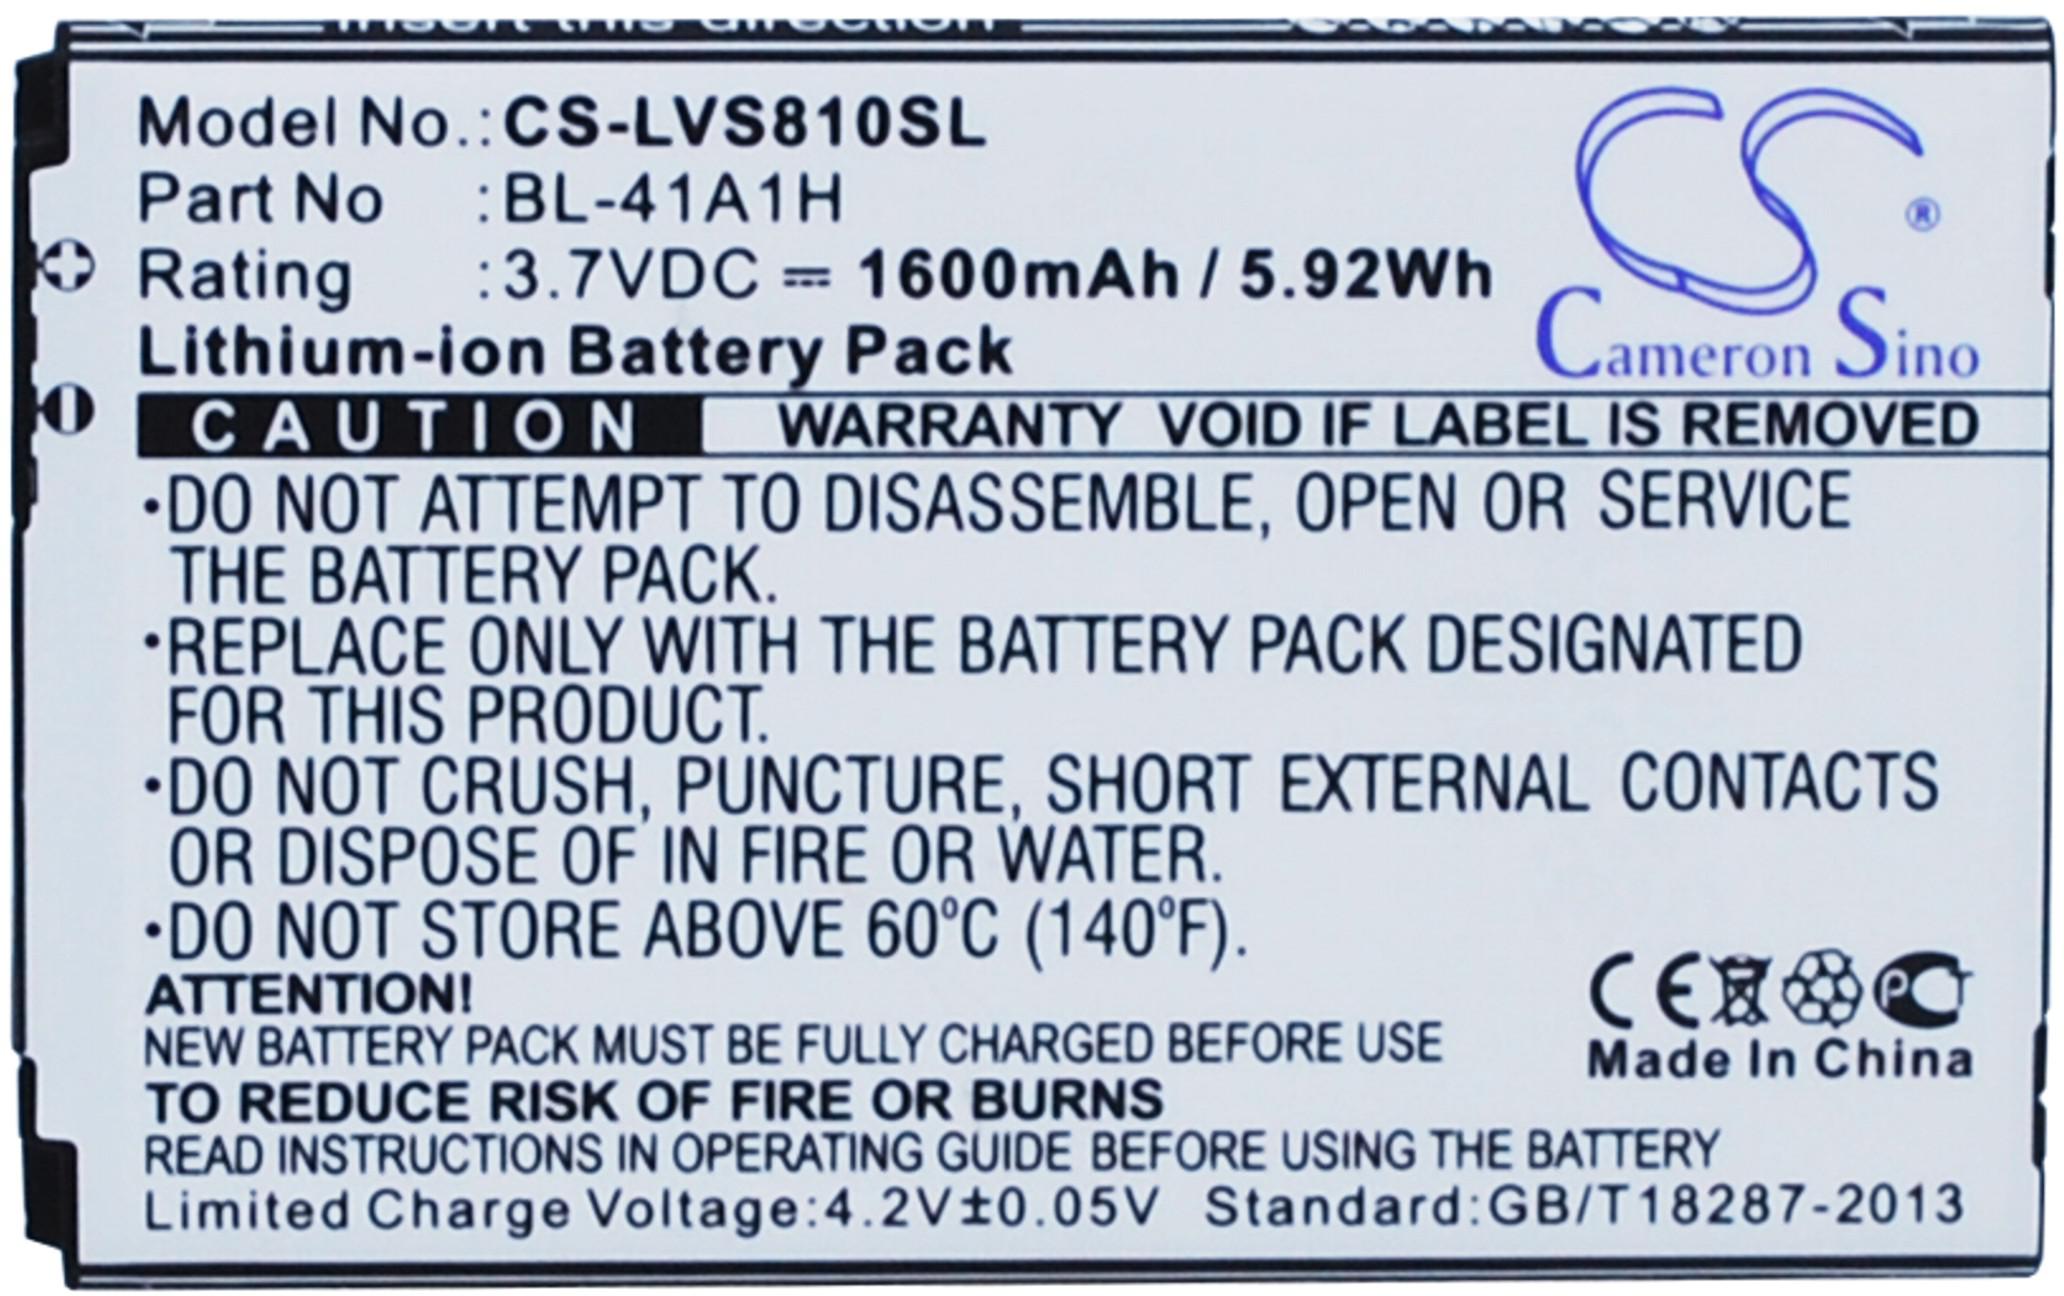 Insert this direction
Model No.:CS-LVS810SL
Part No :BL-41A1H
Rating :3.7VDC ⎓ 1600mAh / 5.92Wh
Lithium-ion Battery Pack
CS®
Cameron Sino
CAUTION WARRANTY VOID IF LABEL IS REMOVED
•DO NOT ATTEMPT TO DISASSEMBLE, OPEN OR SERVICE
THE BATTERY PACK.
•REPLACE ONLY WITH THE BATTERY PACK DESIGNATED
FOR THIS PRODUCT.
•DO NOT CRUSH, PUNCTURE, SHORT EXTERNAL CONTACTS
OR DISPOSE OF IN FIRE OR WATER.
•DO NOT STORE ABOVE 60°C (140°F).
ATTENTION!
NEW BATTERY PACK MUST BE FULLY CHARGED BEFORE USE
CE PCT
Made In China
TO REDUCE RISK OF FIRE OR BURNS
READ INSTRUCTIONS IN OPERATING GUIDE BEFORE USING THE BATTERY
Limited Charge Voltage:4.2V±0.05V Standard:GB/T18287-2013